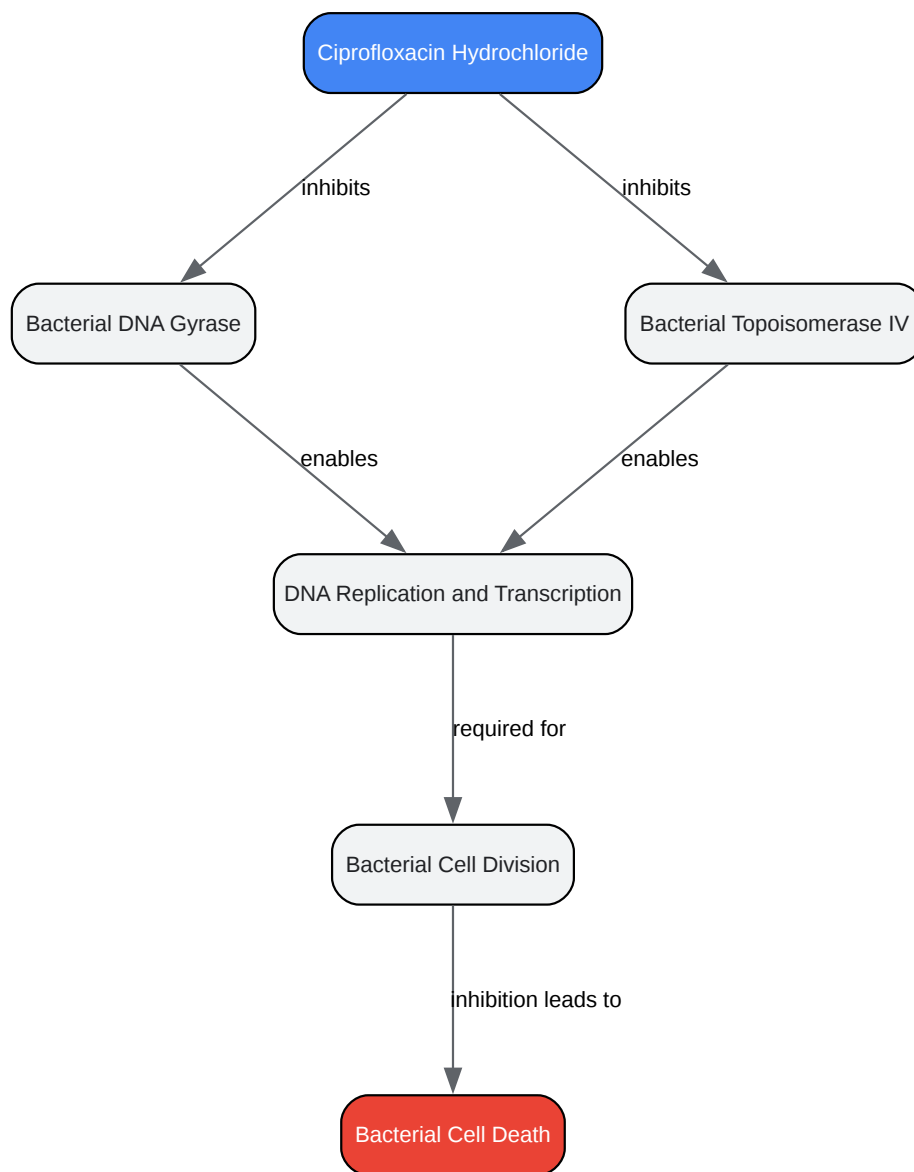 Ciprofloxacin Hydrochloride
inhibits
inhibits
Bacterial DNA Gyrase
Bacterial Topoisomerase IV
enables
enables
DNA Replication and Transcription
required for
Bacterial Cell Division
inhibition leads to
Bacterial Cell Death